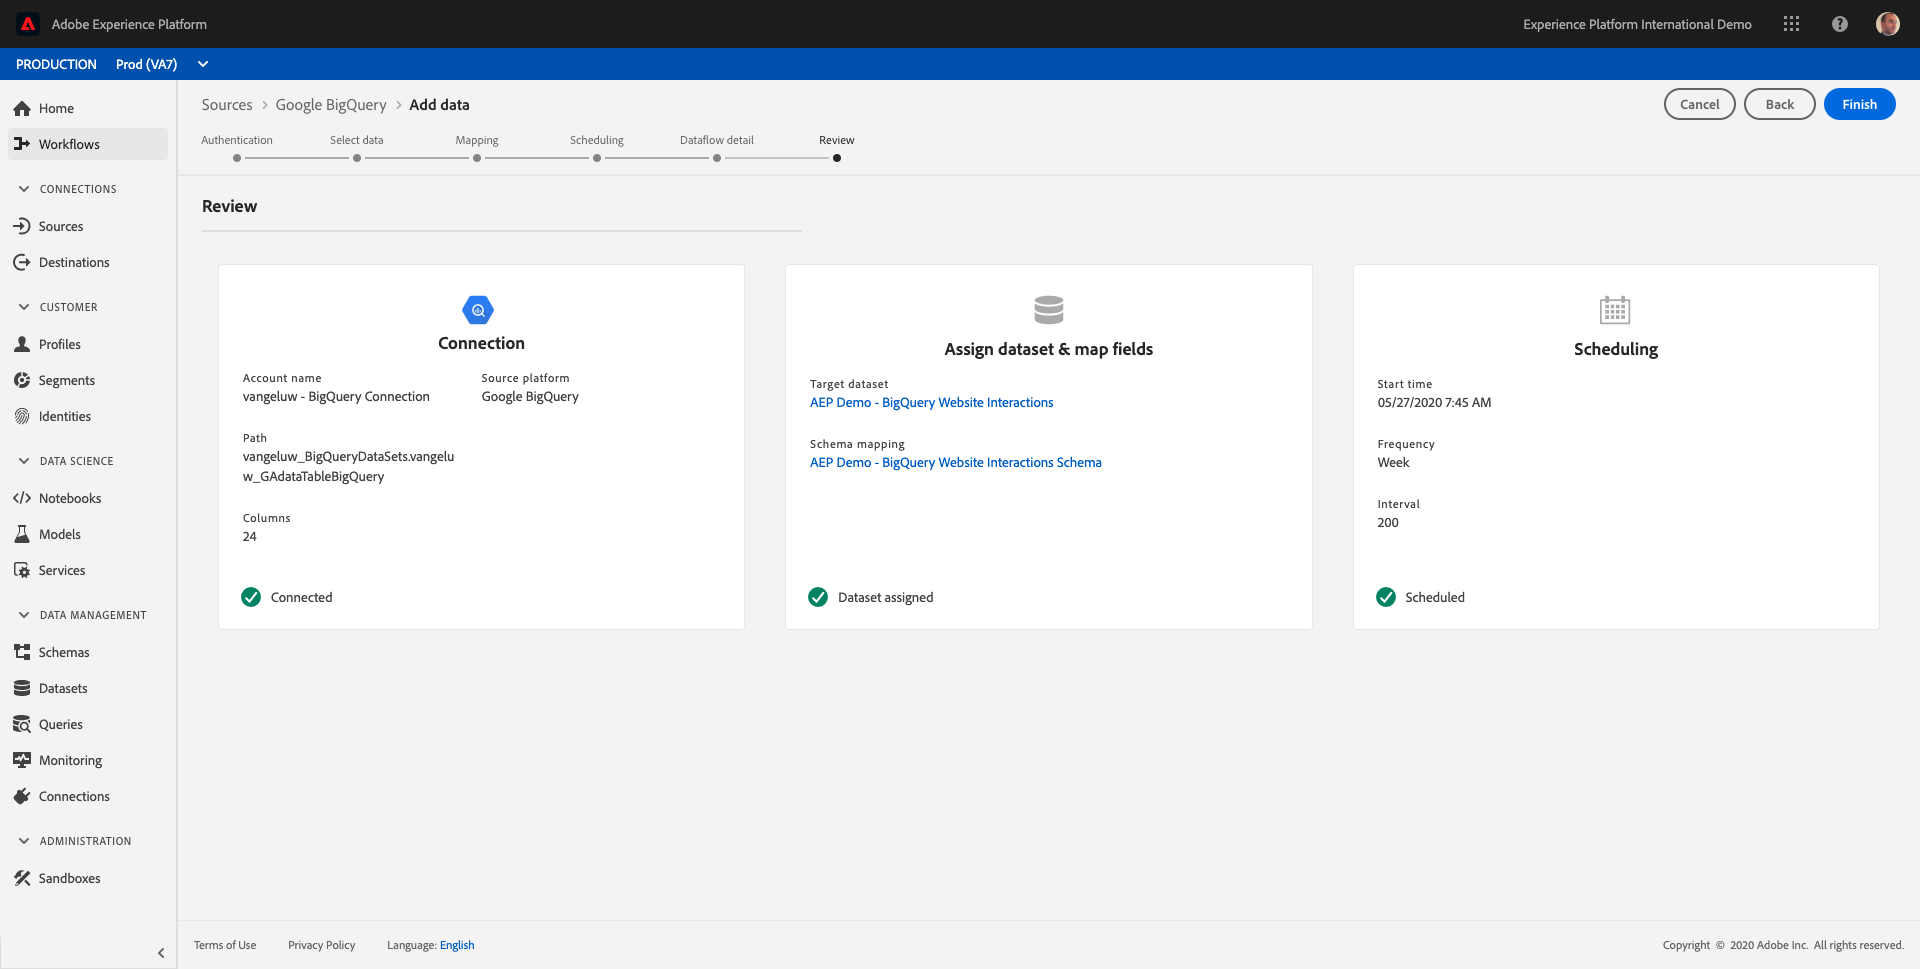 Adobe Experience Platform
Experience Platform International Demo
PRODUCTION Prod (VA7)
Home
Workflows
CONNECTIONS
Sources
Destinations
CUSTOMER
Profiles
Segments
Identities
DATA SCIENCE
Notebooks
Models
Services
DATA MANAGEMENT
Schemas
Datasets
Queries
Monitoring
Connections
ADMINISTRATION
Sandboxes
Sources > Google BigQuery > Add data
Cancel
Back
Finish
Authentication
Select data
Mapping
Scheduling
Dataflow detail
Review
Review
Connection
Account name
vangeluw - BigQuery Connection
Source platform
Google BigQuery
Path
vangeluw_BigQueryDataSets.vangelu
w_GAdataTableBigQuery
Columns
24
Connected
Assign dataset & map fields
Target dataset
AEP Demo - BigQuery Website Interactions
Schema mapping
AEP Demo - BigQuery Website Interactions Schema
Dataset assigned
Scheduling
Start time
05/27/2020 7:45 AM
Frequency
Week
Interval
200
Scheduled
Terms of Use
Privacy Policy
Language: English
Copyright © 2020 Adobe Inc. All rights reserved.